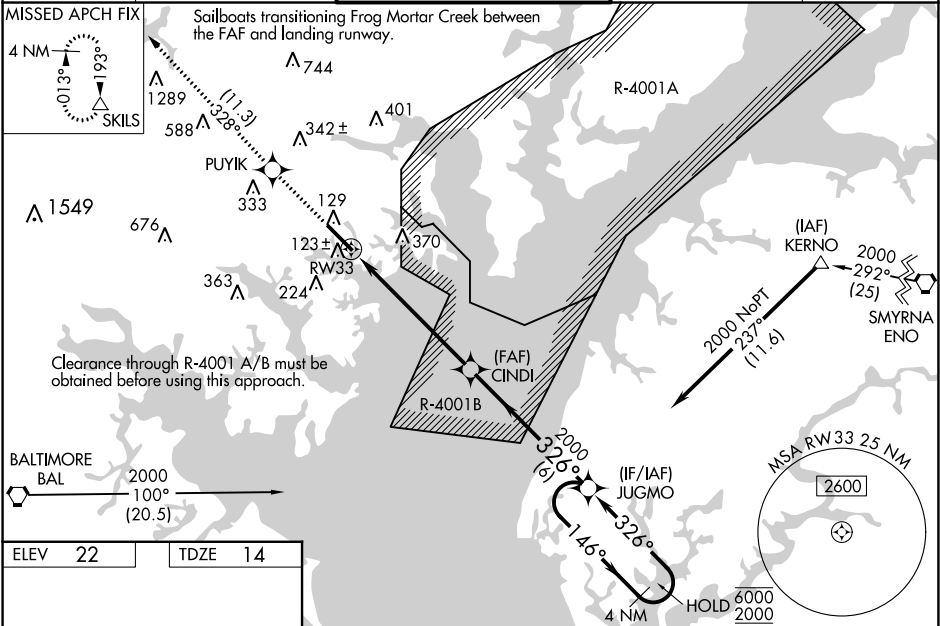 MISSED APCH FIX
4 NM
013°
193°
SKILS
Sailboats transitioning Frog Mortar Creek between
the FAF and landing runway.
744
1289
(11.3)
328°
588
342 ±
401
R-4001A
PUYIK
333
129
1549
676
123 ±
RW33
370
363
224
(IAF)
KERNO
2000
292°
(25)
SMYRNA
ENO
2000 NoPT
237°
(11.6)
Clearance through R-4001 A/B must be
obtained before using this approach.
(FAF)
CINDI
R-4001B
2000
326°
(6)
MSA RW33 25 NM
2600
BALTIMORE
BAL
2000
100°
(20.5)
(IF/IAF)
JUGMO
326°
146°
4 NM
HOLD 6000
2000
ELEV 22
TDZE 14